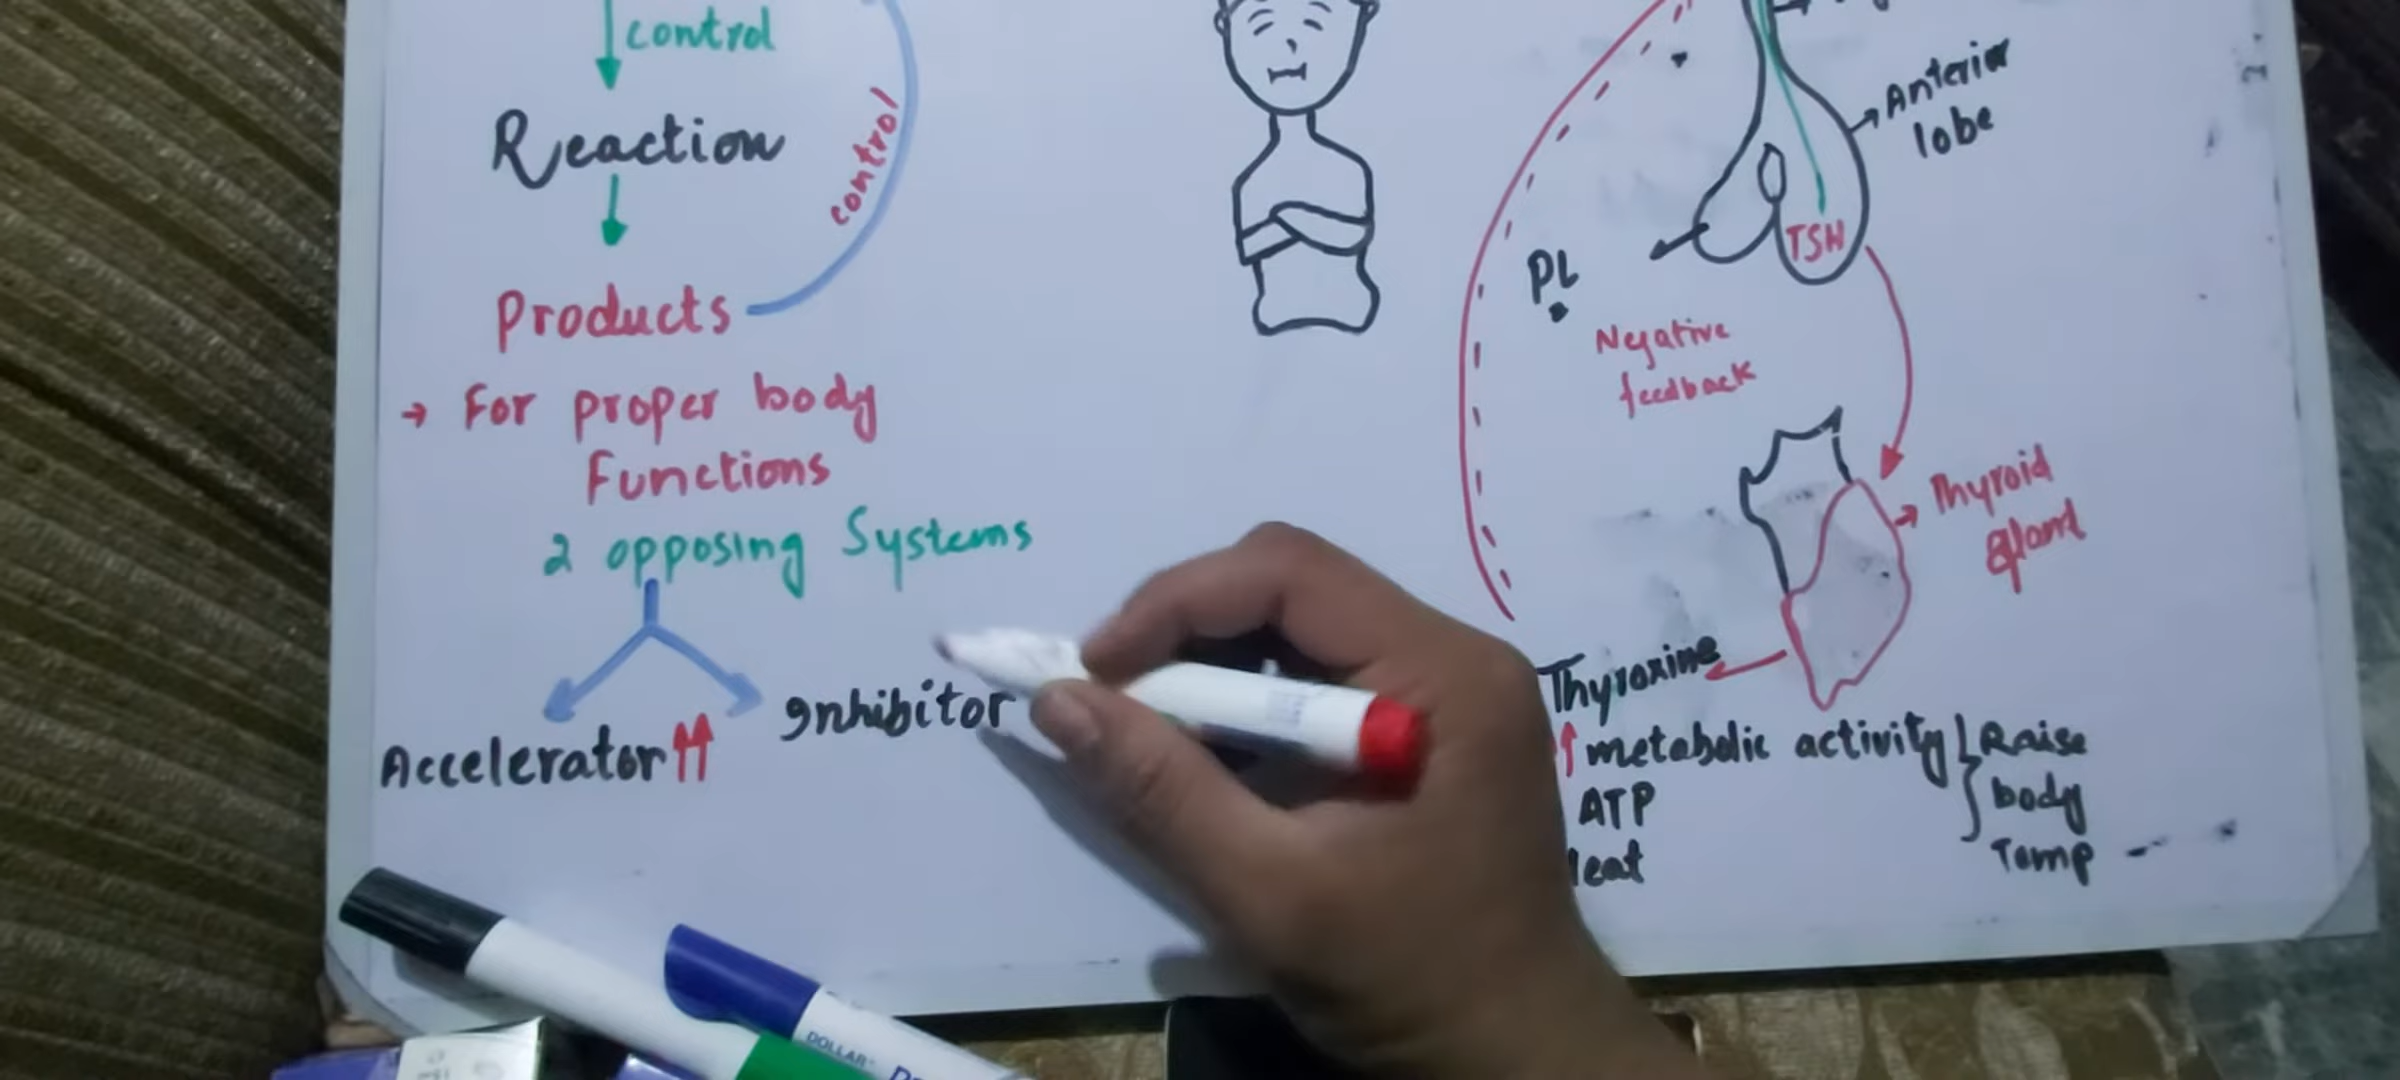 control
Reaction
control
Products
→ For proper body
Functions
2 opposing Systems
Accelerator ↑↑
Inhibitor
Anterior
lobe
TSH
PL
Negative
feedback
Thyroid
gland
Thyroxine
↑ metabolic activity } Raise
ATP
body
Temp
DOLLAR